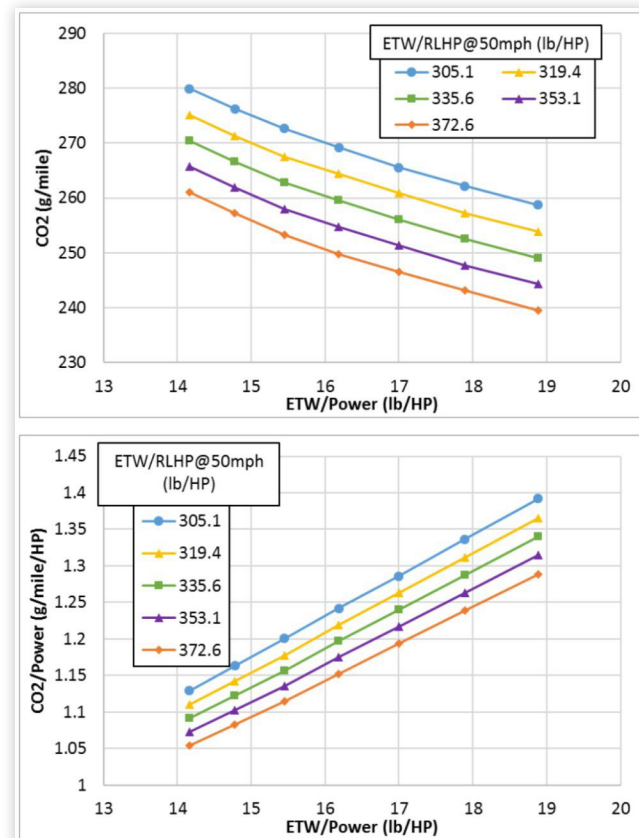 290
280
270
260
250
240
230
CO2 (g/mile)
ETW/RLHP@50mph (lb/HP)
305.1 319.4
335.6 353.1
372.6
13 14 15 16 17 18 19 20
ETW/Power (lb/HP)
1.45
1.4
1.35
1.3
1.25
1.2
1.15
1.1
1.05
1
CO2/Power (g/mile/HP)
ETW/RLHP@50mph
(lb/HP)
305.1
319.4
335.6
353.1
372.6
13 14 15 16 17 18 19 20
ETW/Power (lb/HP)